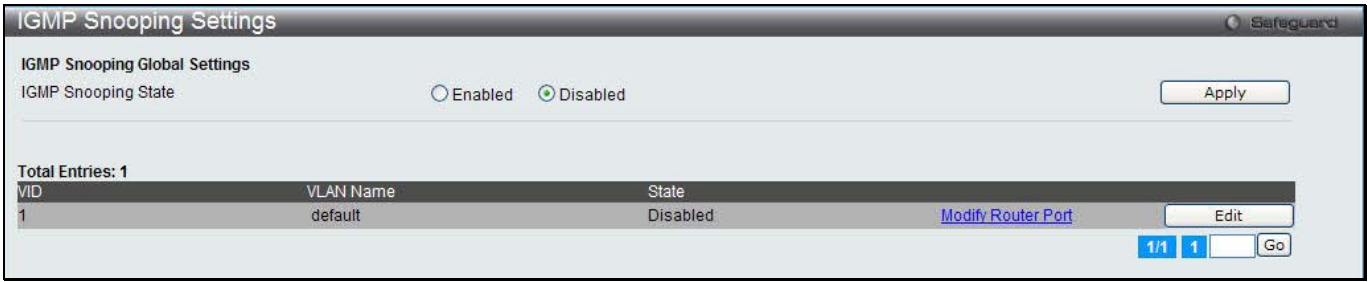 IGMP Snooping Settings
Safeguard
IGMP Snooping Global Settings
IGMP Snooping State Enabled Disabled Apply
Total Entries: 1
VID VLAN Name State
1 default Disabled Modify Router Port Edit
1/1 1 Go